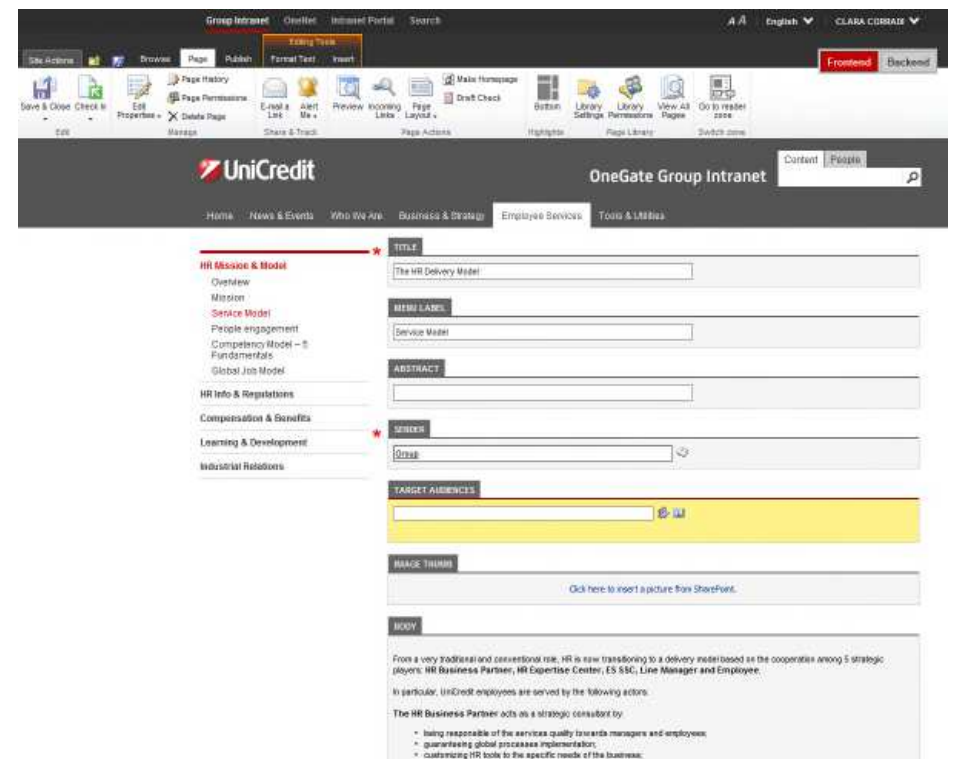 Group Intranet OneNet Intranet Portal Search A A English CLARA CORRADI
Editing Tools
Site Actions Browse Page Publish Format Text Insert Frontend Backend
Save & Close Check In Edit Properties Page History Page Permissions Delete Page E-mail a Link Alert Me Preview Incoming Links Page Layout Make Homepage Draft Check Bottom Library Settings Library Permissions View All Pages Go to reader zone
Edit Manage Share & Track Page Actions Highlights Page Library Switch zone
UniCredit
OneGate Group Intranet
Content People
Home News & Events Who We Are Business & Strategy Employee Services Tools & Utilities
HR Mission & Model
Overview
Mission
Service Model
People engagement
Competency Model – 5
Fundamentals
Global Job Model
HR Info & Regulations
Compensation & Benefits
Learning & Development
Industrial Relations
* TITLE
The HR Delivery Model
MENU LABEL
Service Model
ABSTRACT
* SENDER
Group
TARGET AUDIENCES
IMAGE THUMB
Click here to insert a picture from SharePoint.
BODY
From a very traditional and conventional role, HR is now transitioning to a delivery model based on the cooperation among 5 strategic
players: HR Business Partner, HR Expertise Center, ES SSC, Line Manager and Employee.
In particular, UniCredit employees are served by the following actors.
The HR Business Partner acts as a strategic consultant by
• being responsible of the services quality towards managers and employees;
• guaranteeing global processes implementation;
• customizing HR tools to the specific needs of the business;